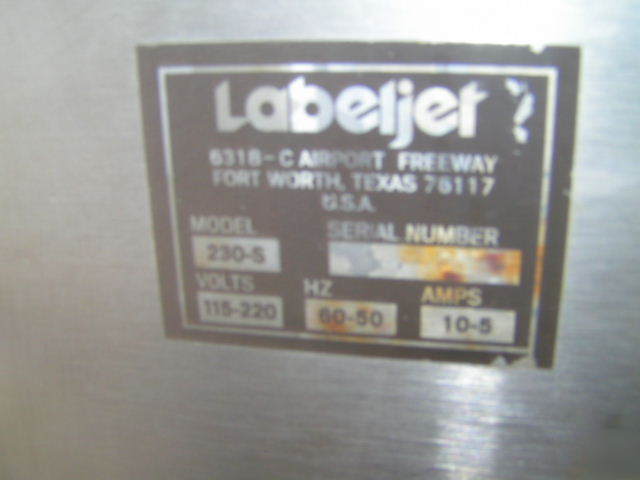 Labeljet
6318-C AIRPORT FREEWAY
FORT WORTH, TEXAS 76117
U.S.A.
MODEL SERIAL NUMBER
230-S
VOLTS HZ AMPS
115-220 60-50 10-5